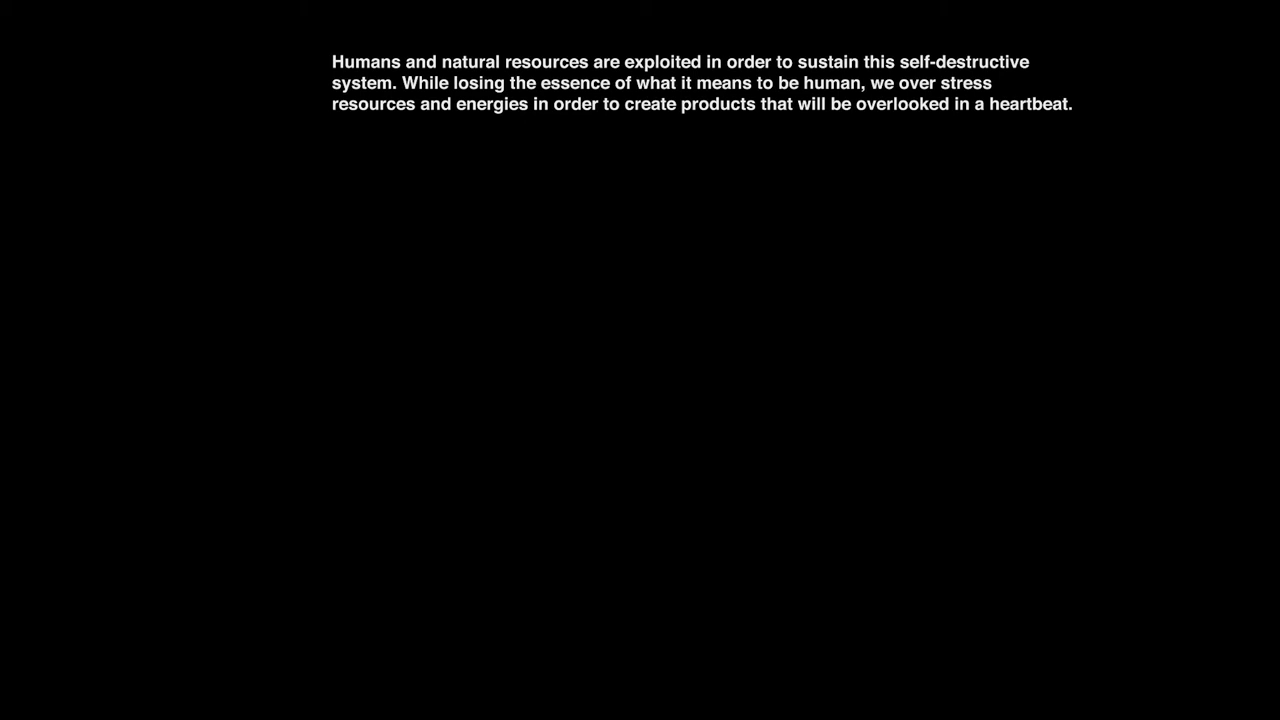 Humans and natural resources are exploited in order to sustain this self-destructive
system. While losing the essence of what it means to be human, we over stress
resources and energies in order to create products that will be overlooked in a heartbeat.